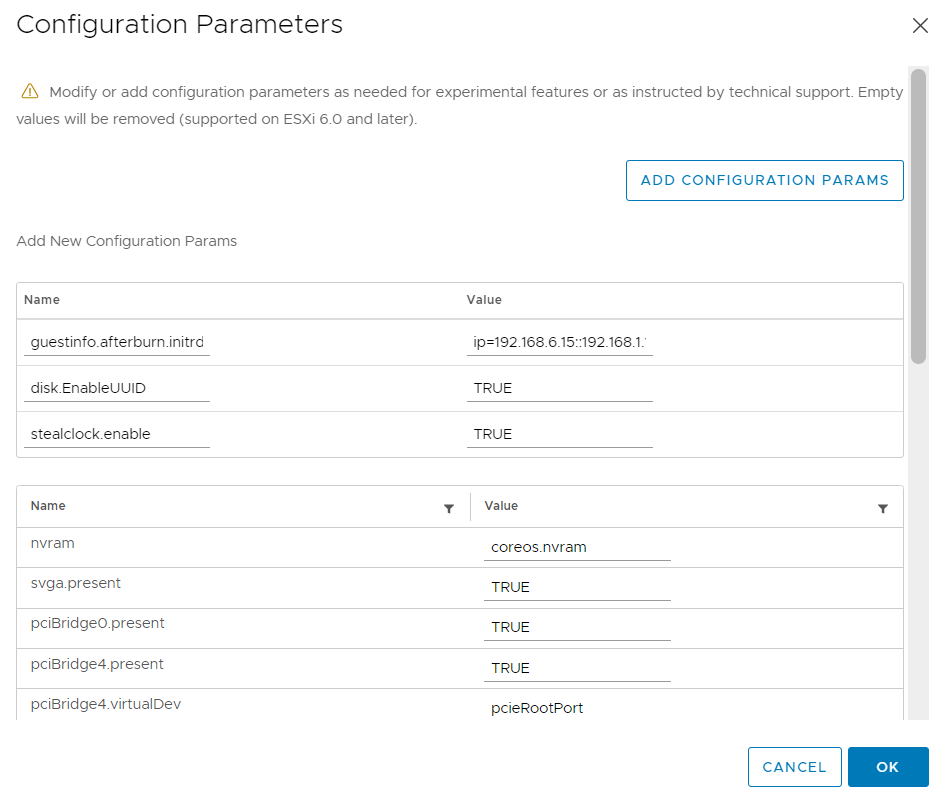 Configuration Parameters
Modify or add configuration parameters as needed for experimental features or as instructed by technical support. Empty
values will be removed (supported on ESXi 6.0 and later).
ADD CONFIGURATION PARAMS
Add New Configuration Params
Name Value
guestinfo.afterburn.initrd ip=192.168.6.15::192.168.1.
disk.EnableUUID TRUE
stealclock.enable TRUE
Name Value
nvram coreos.nvram
svga.present TRUE
pciBridge0.present TRUE
pciBridge4.present TRUE
pciBridge4.virtualDev pcieRootPort
CANCEL OK